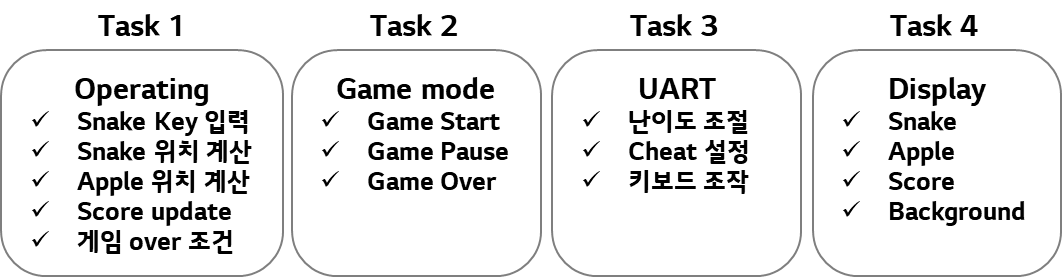 Task 1
Operating
✓ Snake Key 입력
✓ Snake 위치 계산
✓ Apple 위치 계산
✓ Score update
✓ 게임 over 조건
Task 2
Game mode
✓ Game Start
✓ Game Pause
✓ Game Over
Task 3
UART
✓ 난이도 조절
✓ Cheat 설정
✓ 키보드 조작
Task 4
Display
✓ Snake
✓ Apple
✓ Score
✓ Background